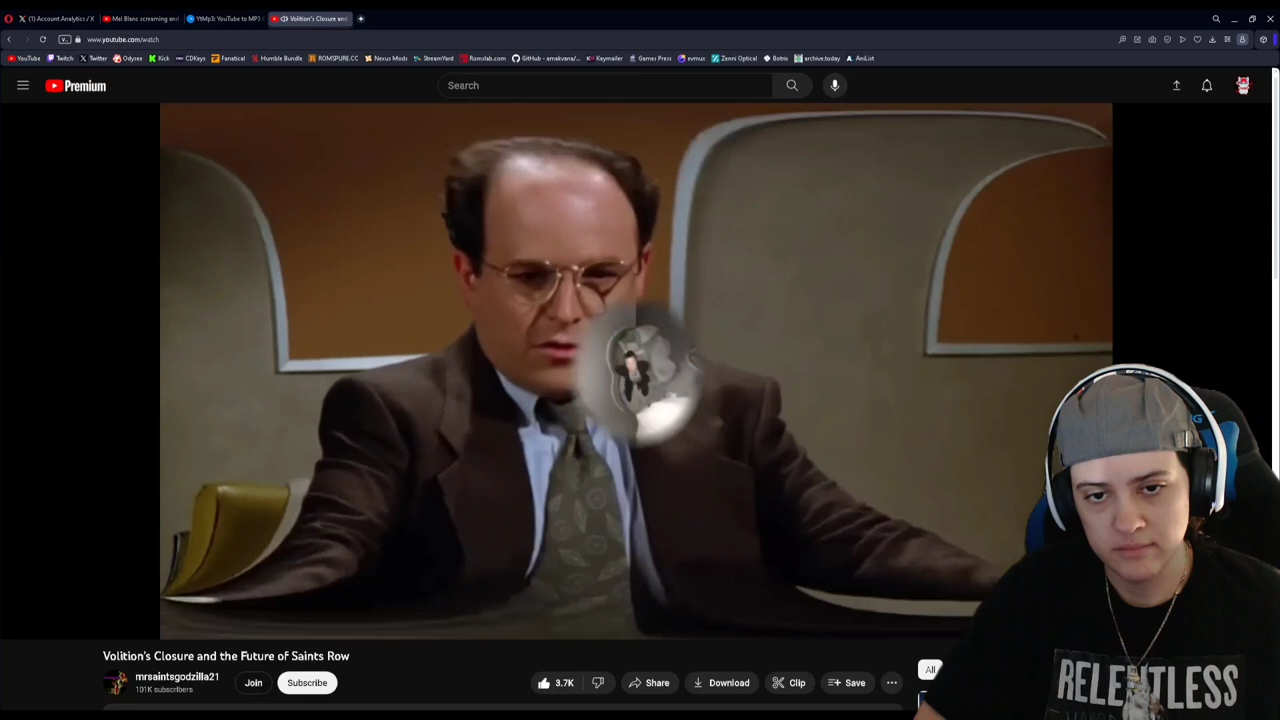 (1) Account Analytics / X
Mel Blanc screaming and
YtMp3: YouTube to MP3
Volition's Closure and
www.youtube.com/watch
YouTube
Twitch
Twitter
Odysee
Kick
CDKeys
Fanatical
Humble Bundle
R0MSPURE.CC
Nexus Mods
StreamYard
Romslab.com
GitHub - amakvana/...
Keymailer
Games Press
evmux
Zenni Optical
Botrix
archive.today
AniList
Premium
Search
Volition's Closure and the Future of Saints Row
mrsaintsgodzilla21
101K subscribers
Join
Subscribe
3.7K
Share
Download
Clip
Save
All
RELENTLESS